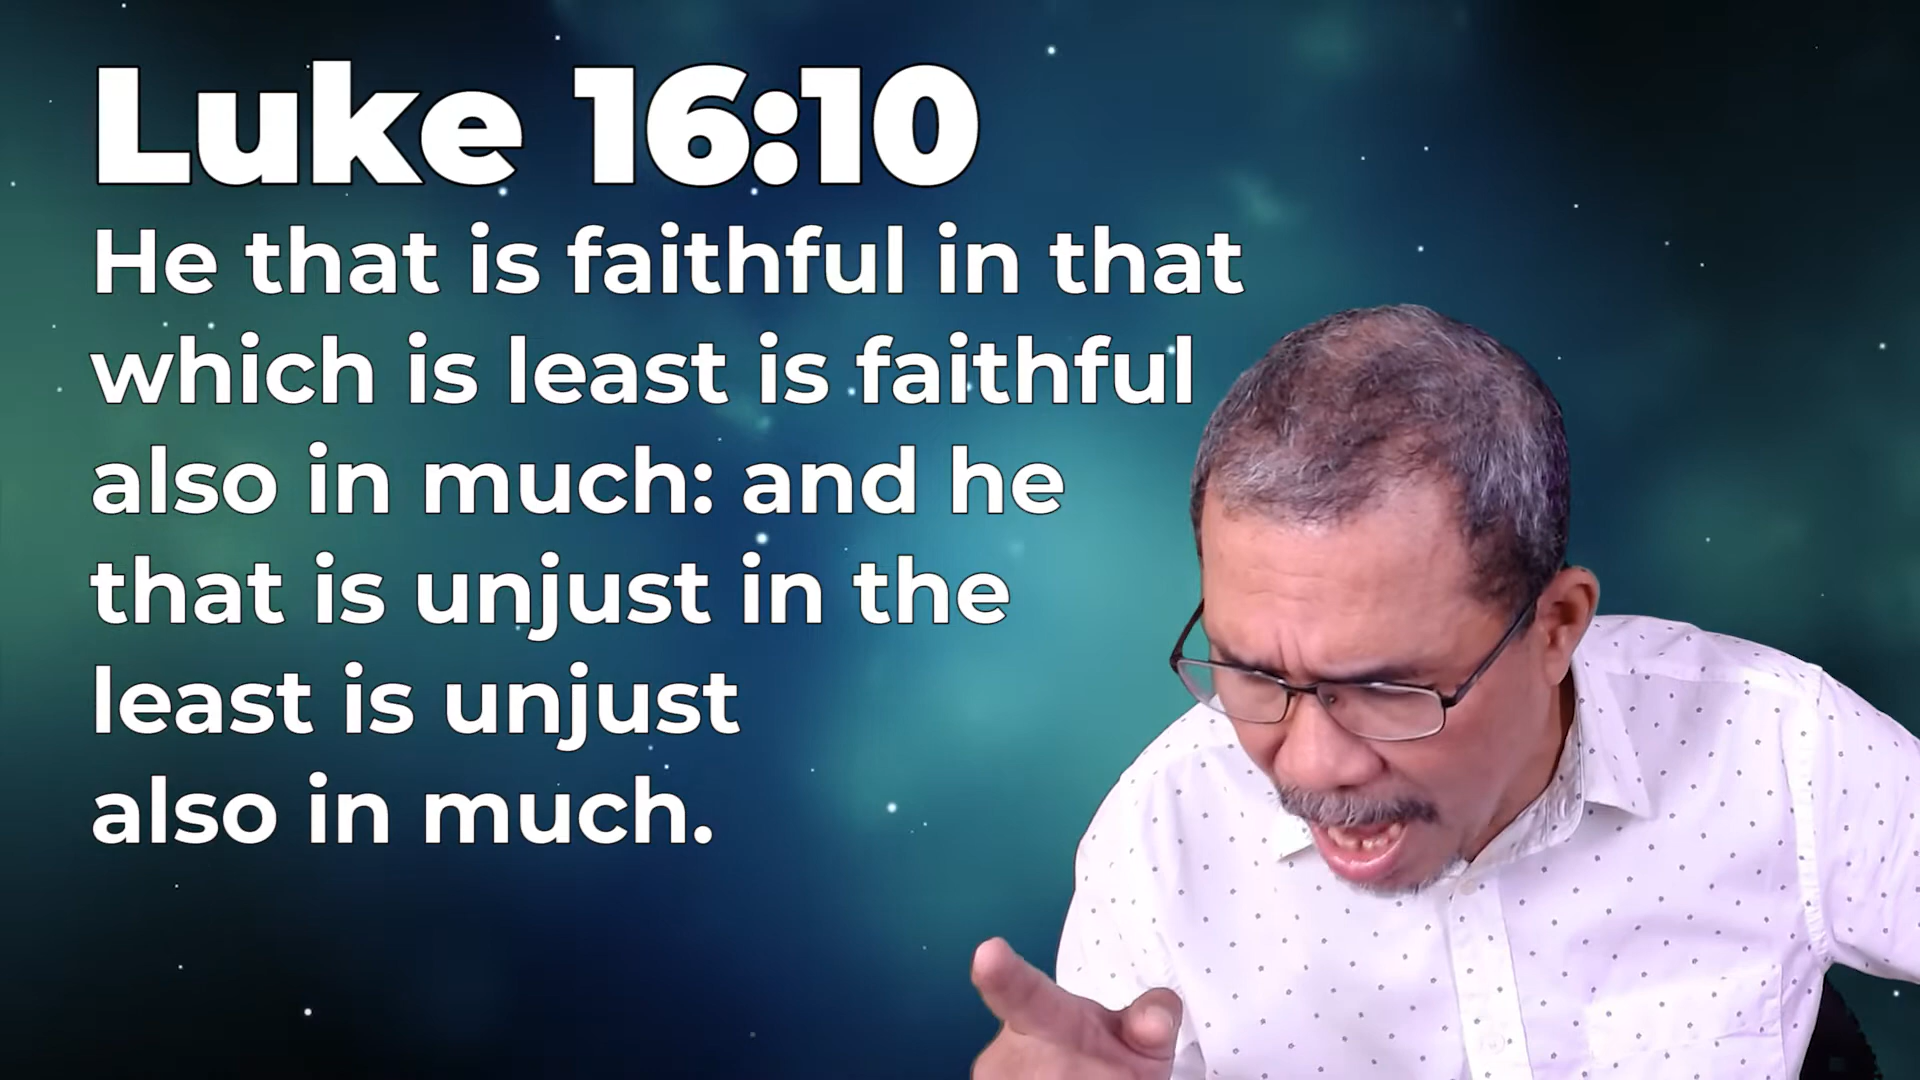 Luke 16:10
He that is faithful in that
which is least is faithful
also in much: and he
that is unjust in the
least is unjust
also in much.